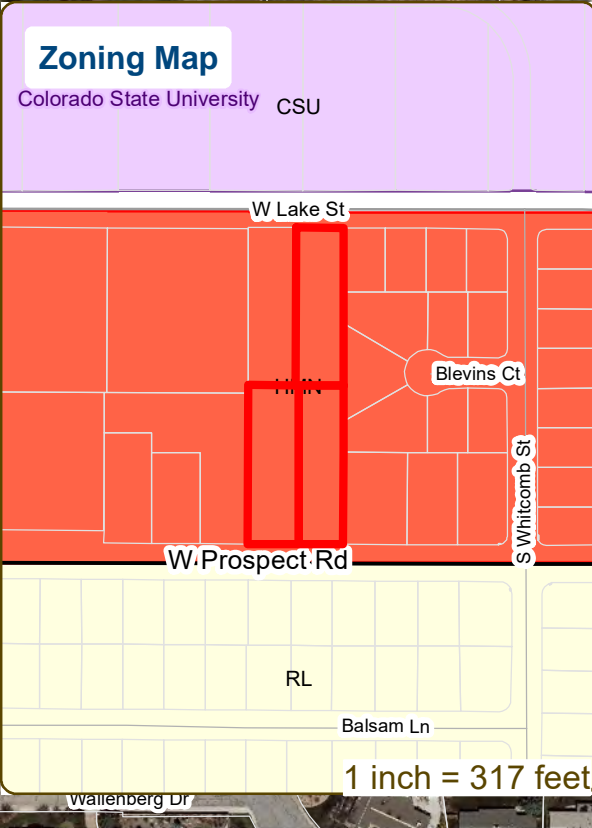 Zoning Map
Colorado State University
CSU
W Lake St
Blevins Ct
HMN
S Whitcomb St
W Prospect Rd
RL
Balsam Ln
1 inch = 317 feet
Wallenberg Dr